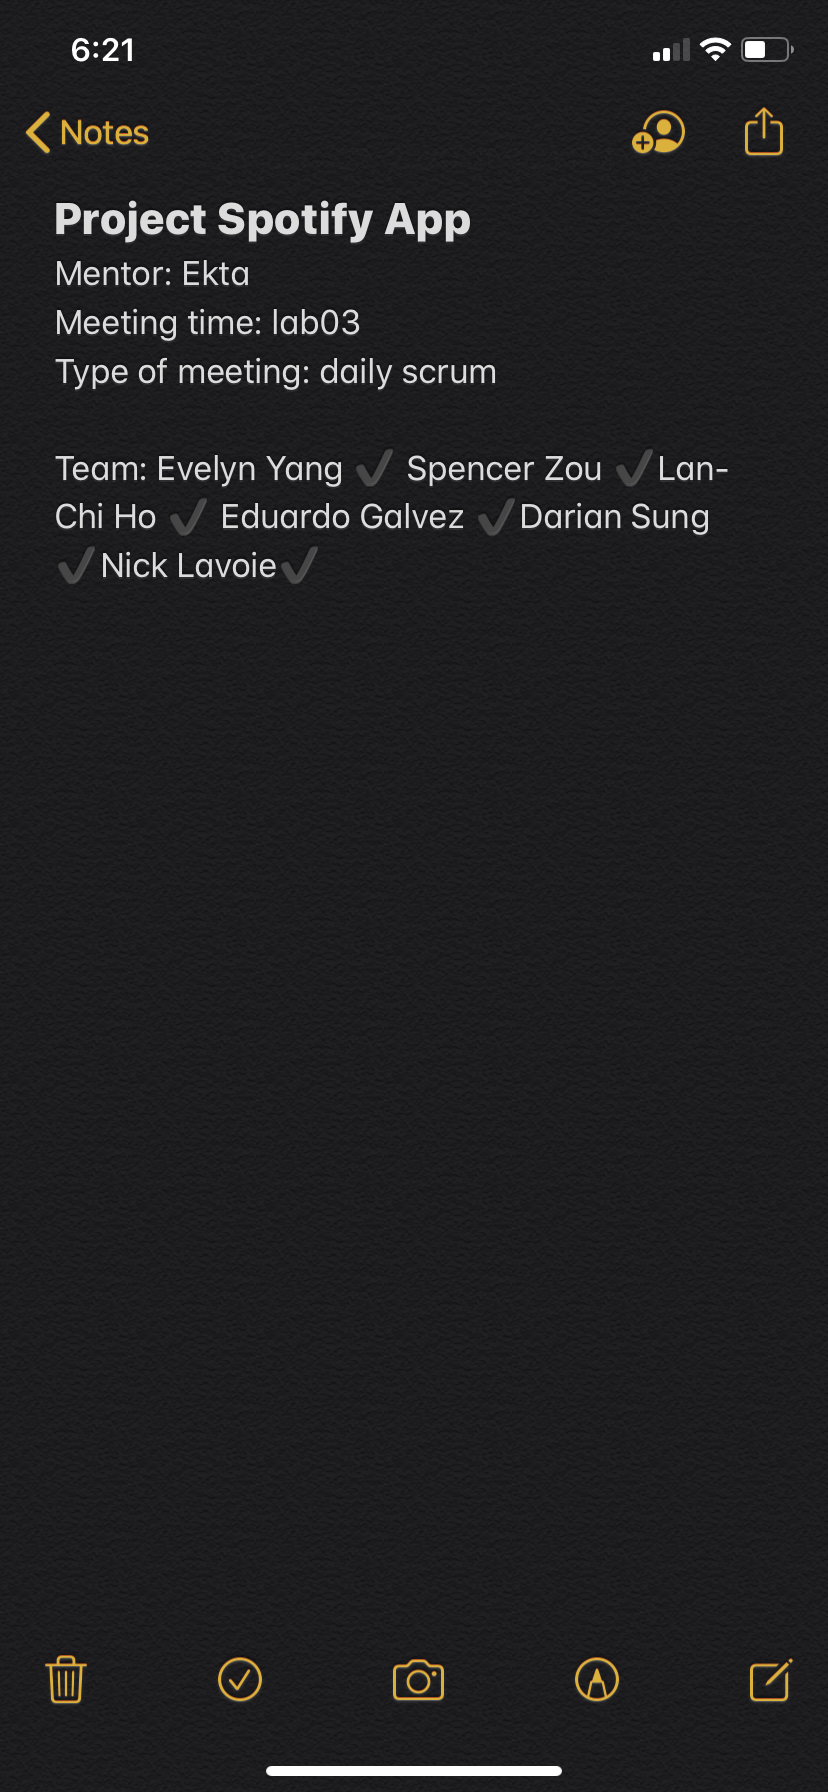 6:21
Notes
Project Spotify App
Mentor: Ekta
Meeting time: lab03
Type of meeting: daily scrum
Team: Evelyn Yang ✔️ Spencer Zou ✔️Lan-
Chi Ho ✔️ Eduardo Galvez ✔️Darian Sung
✔️Nick Lavoie✔️